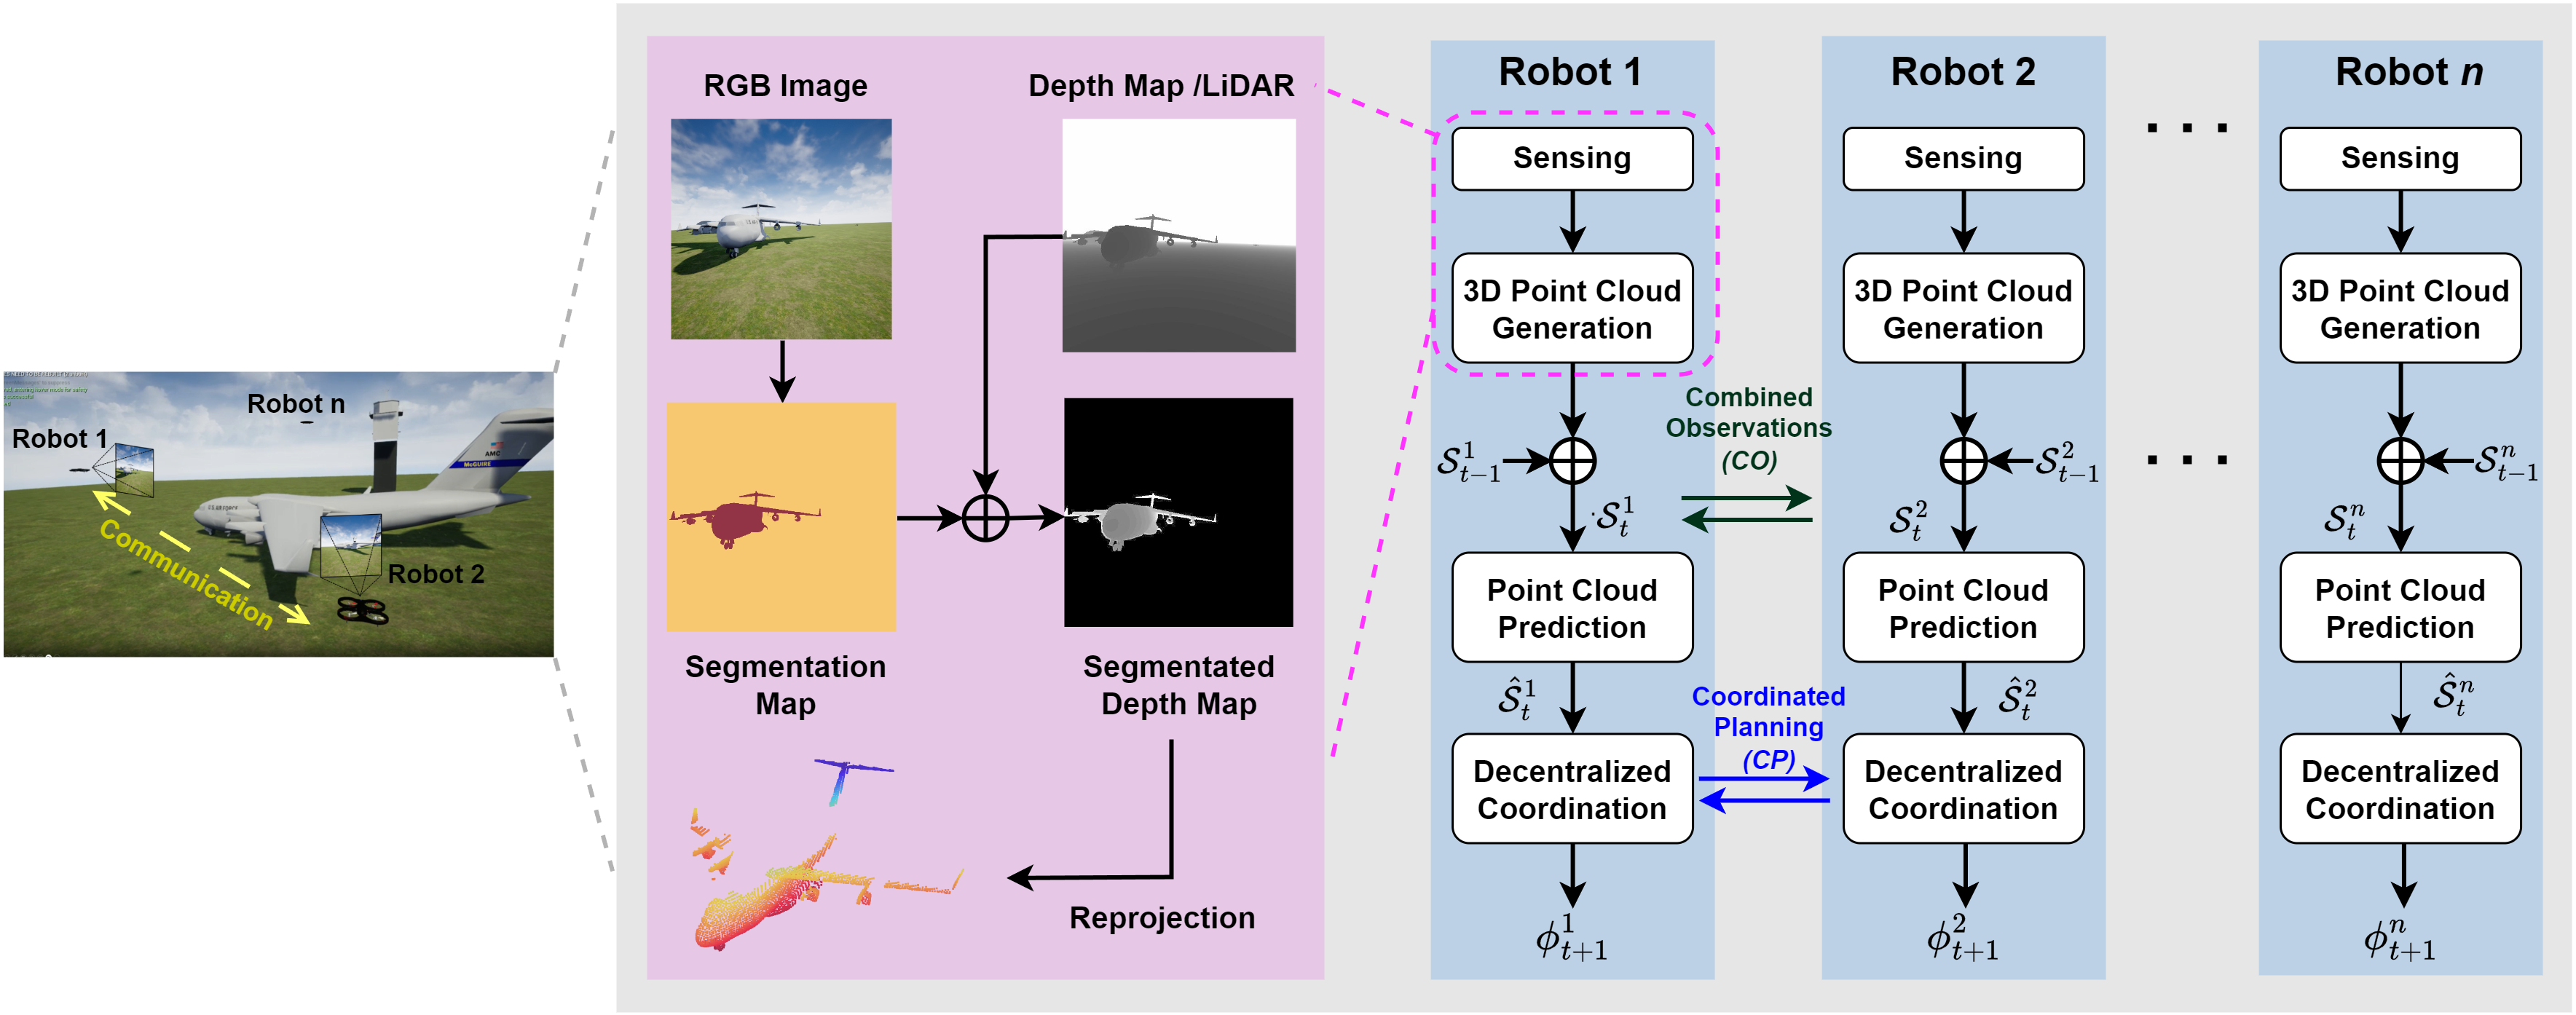 Robot n
Robot 1
AMC
McGUIRE
Communication
Robot 2
RGB Image
Depth Map /LiDAR
Segmentation
Map
Segmentated
Depth Map
Reprojection
Robot 1
Sensing
3D Point Cloud
Generation
$\mathcal{S}_{t-1}^{1}$
$\mathcal{S}_{t}^{1}$
Point Cloud
Prediction
$\hat{\mathcal{S}}_{t}^{1}$
Decentralized
Coordination
$\phi_{t+1}^{1}$
Combined
Observations
(CO)
Coordinated
Planning
(CP)
Robot 2
Sensing
3D Point Cloud
Generation
$\mathcal{S}_{t-1}^{2}$
$\mathcal{S}_{t}^{2}$
Point Cloud
Prediction
$\hat{\mathcal{S}}_{t}^{2}$
Decentralized
Coordination
$\phi_{t+1}^{2}$
. . .
. . .
Robot n
Sensing
3D Point Cloud
Generation
$\mathcal{S}_{t-1}^{n}$
$\mathcal{S}_{t}^{n}$
Point Cloud
Prediction
$\hat{\mathcal{S}}_{t}^{n}$
Decentralized
Coordination
$\phi_{t+1}^{n}$